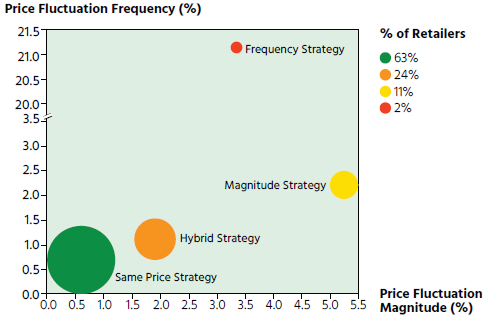 Price Fluctuation Frequency (%)
21.5
21.0
20.5
20.0
3.5
3.0
2.5
2.0
1.5
1.0
0.5
0.0
0.0 0.5 1.0 1.5 2.0 2.5 3.0 3.5 4.0 4.5 5.0 5.5
Frequency Strategy
Magnitude Strategy
Hybrid Strategy
Same Price Strategy
% of Retailers
63%
24%
11%
2%
Price Fluctuation
Magnitude (%)